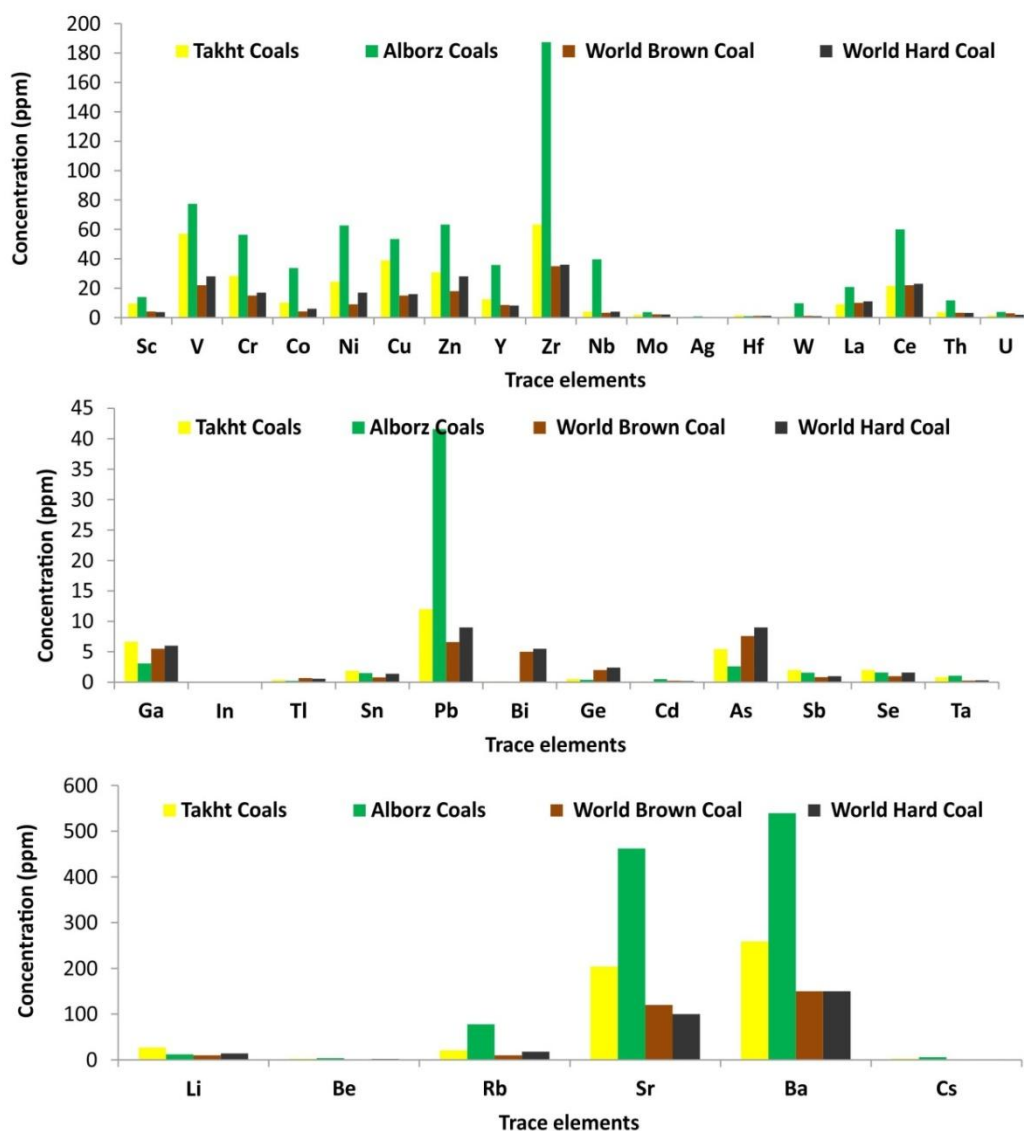 200
180
160
140
120
100
80
60
40
20
0
Concentration (ppm)
Takht Coals Alborz Coals World Brown Coal World Hard Coal
Sc V Cr Co Ni Cu Zn Y Zr Nb Mo Ag Hf W La Ce Th U
Trace elements
45
40
35
30
25
20
15
10
5
0
Concentration (ppm)
Takht Coals Alborz Coals World Brown Coal World Hard Coal
Ga In Tl Sn Pb Bi Ge Cd As Sb Se Ta
Trace elements
600
500
400
300
200
100
0
Concentration (ppm)
Takht Coals Alborz Coals World Brown Coal World Hard Coal
Li Be Rb Sr Ba Cs
Trace elements